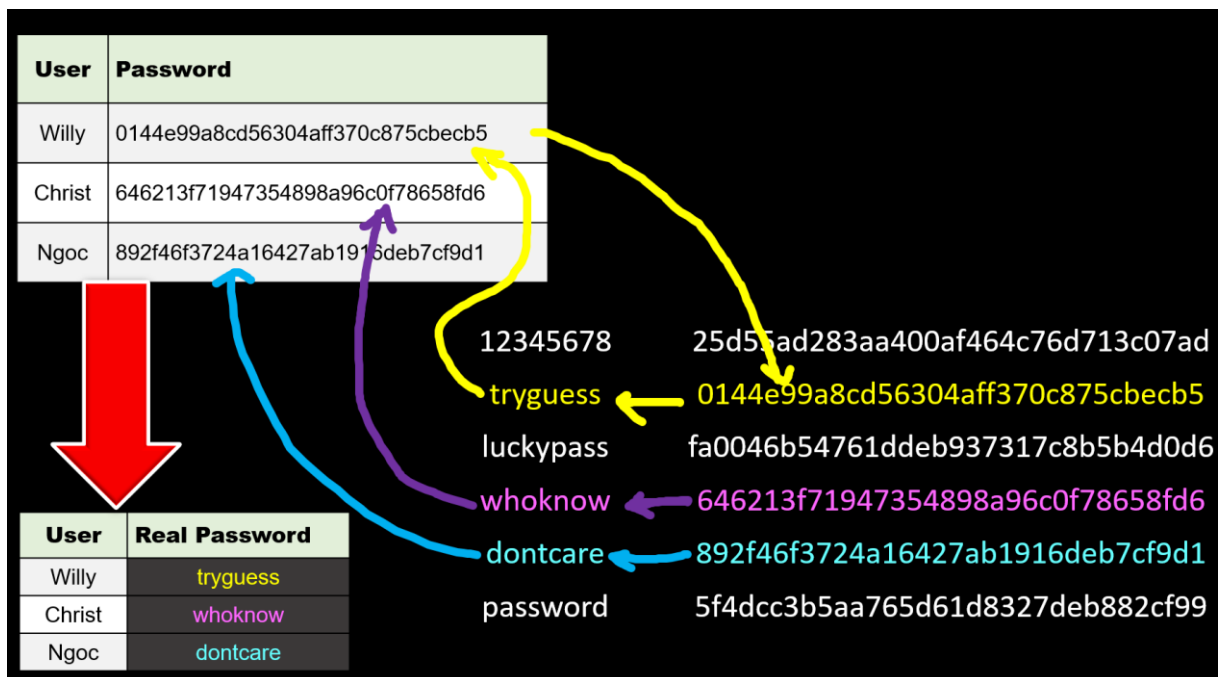 User Password
Willy 0144e99a8cd56304aff370c875cbecb5
Christ 646213f71947354898a96c0f78658fd6
Ngoc 892f46f3724a16427ab1916deb7cf9d1
12345678 25d55ad283aa400af464c76d713c07ad
tryguess 0144e99a8cd56304aff370c875cbecb5
luckypass fa0046b54761ddeb937317c8b5b4d0d6
whoknow 646213f71947354898a96c0f78658fd6
dontcare 892f46f3724a16427ab1916deb7cf9d1
password 5f4dcc3b5aa765d61d8327deb882cf99
User Real Password
Willy tryguess
Christ whoknow
Ngoc dontcare